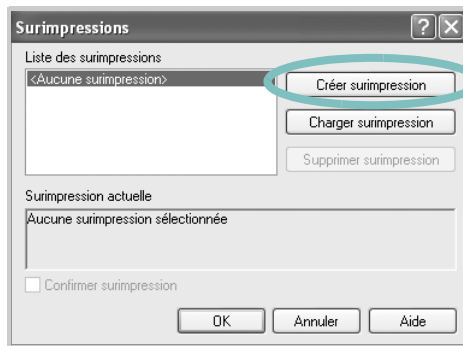 Surimpressions
Liste des surimpressions
<Aucune surimpression>
Créer surimpression
Charger surimpression
Supprimer surimpression
Surimpression actuelle
Aucune surimpression sélectionnée
Confirmer surimpression
OK
Annuler
Aide